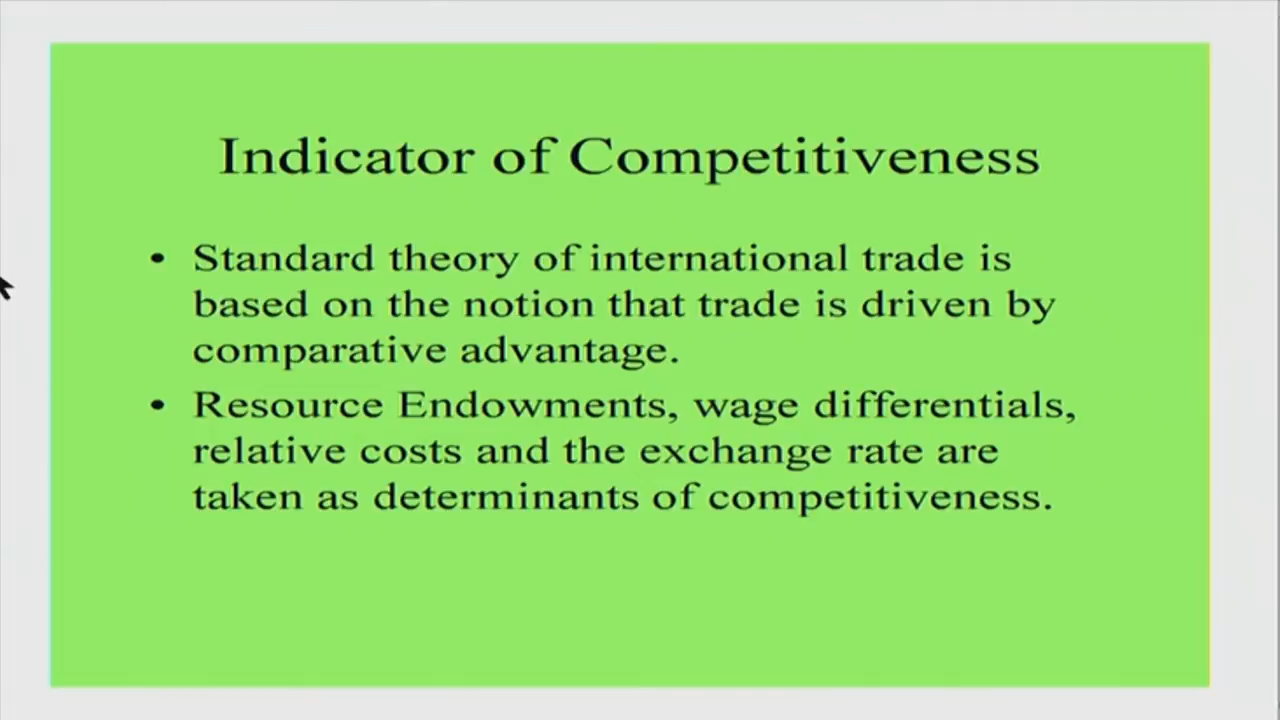 Indicator of Competitiveness
• Standard theory of international trade is
based on the notion that trade is driven by
comparative advantage.
• Resource Endowments, wage differentials,
relative costs and the exchange rate are
taken as determinants of competitiveness.